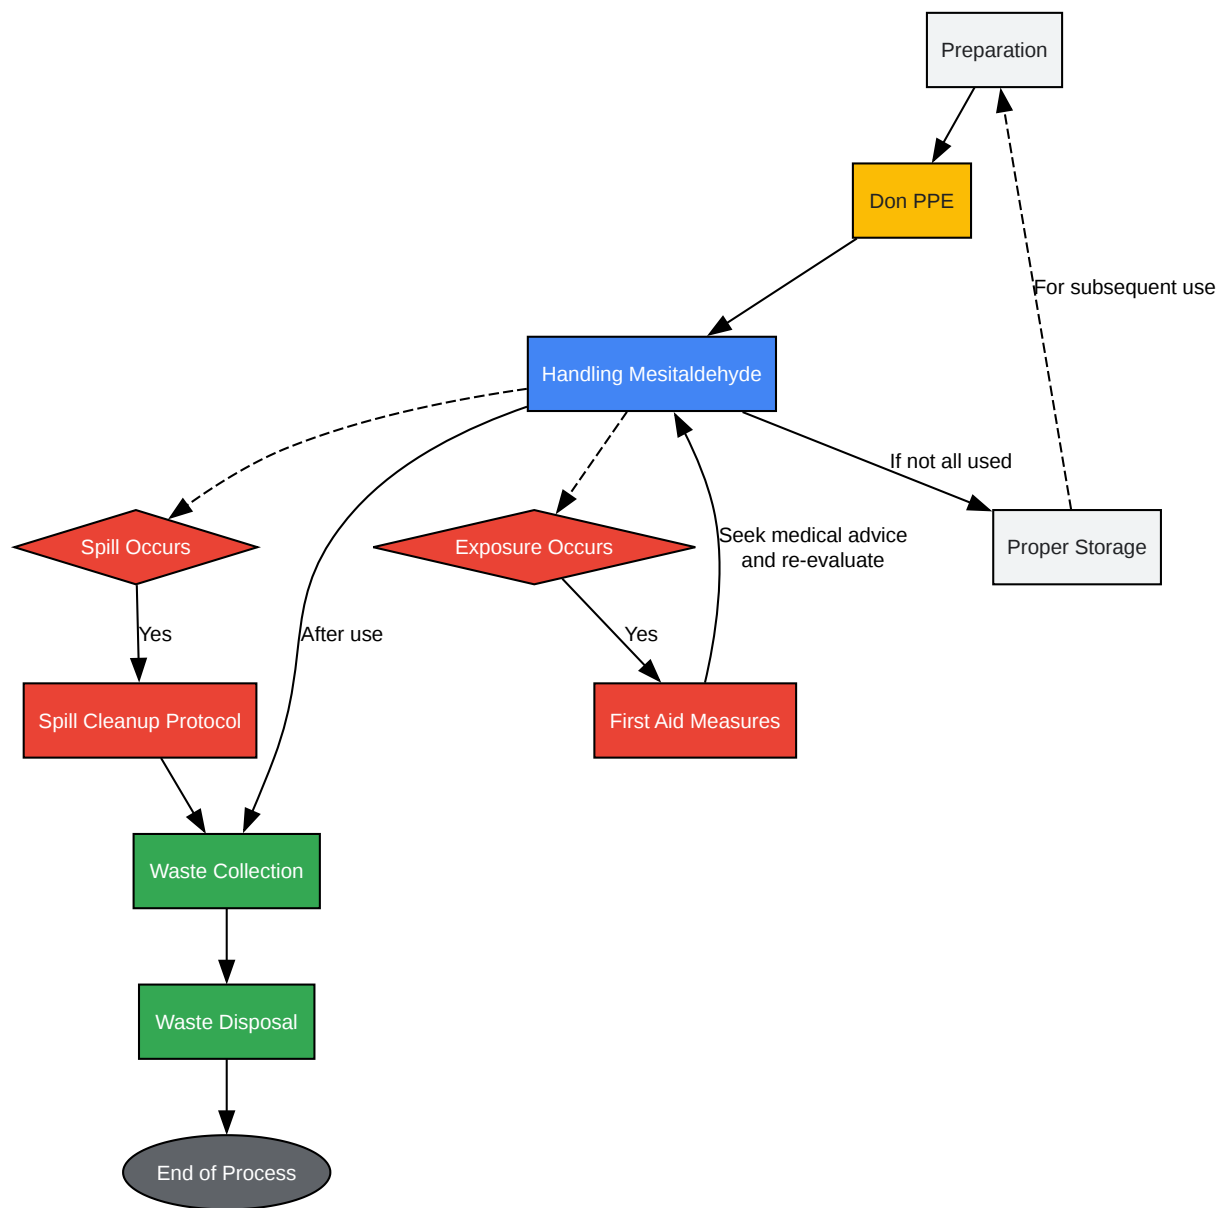 Preparation
Don PPE
For subsequent use
Handling Mesitaldehyde
If not all used
Seek medical advice
and re-evaluate
Spill Occurs
Exposure Occurs
Proper Storage
Yes
After use
Yes
Spill Cleanup Protocol
First Aid Measures
Waste Collection
Waste Disposal
End of Process